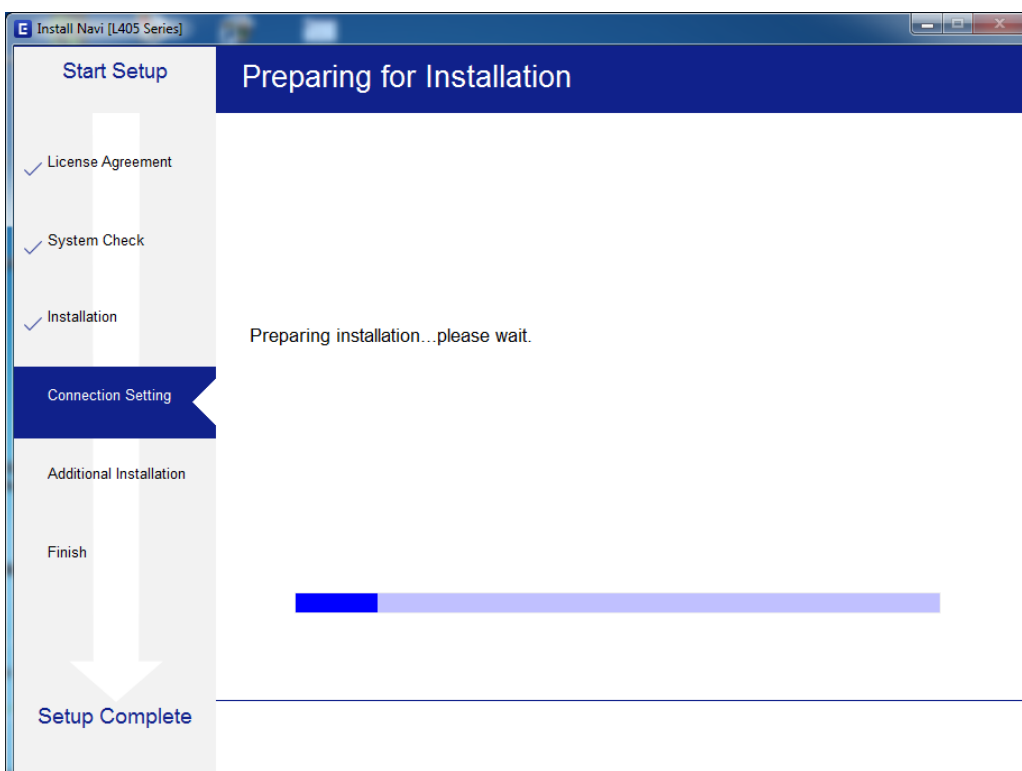 E Install Navi [L405 Series]
Start Setup
Preparing for Installation
License Agreement
System Check
Installation
Preparing installation...please wait.
Connection Setting
Additional Installation
Finish
Setup Complete